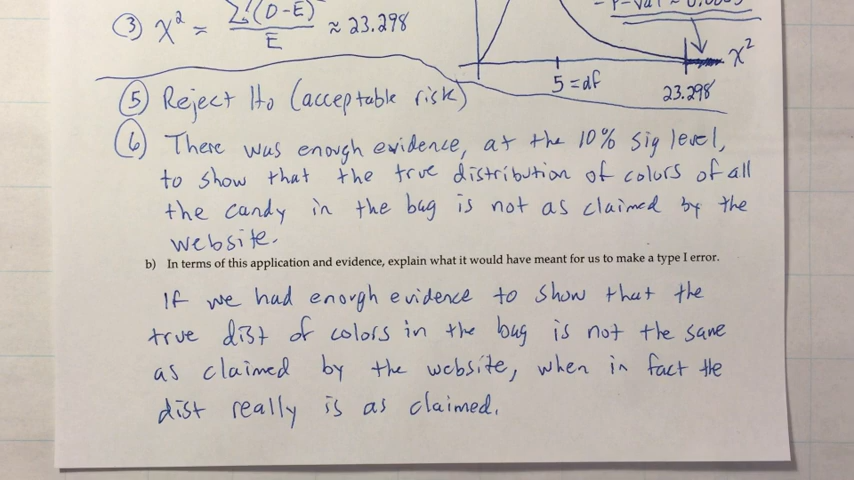 ③ χ² = Σ(O-E)² / E ≈ 23.298
χ²
5 = df
23.298
⑤ Reject Ho (acceptable risk)
⑥ There was enough evidence, at the 10% sig level,
to show that the true distribution of colors of all
the candy in the bag is not as claimed by the
website.
b) In terms of this application and evidence, explain what it would have meant for us to make a type I error.
If we had enough evidence to show that the
true dist of colors in the bag is not the same
as claimed by the website, when in fact the
dist really is as claimed.